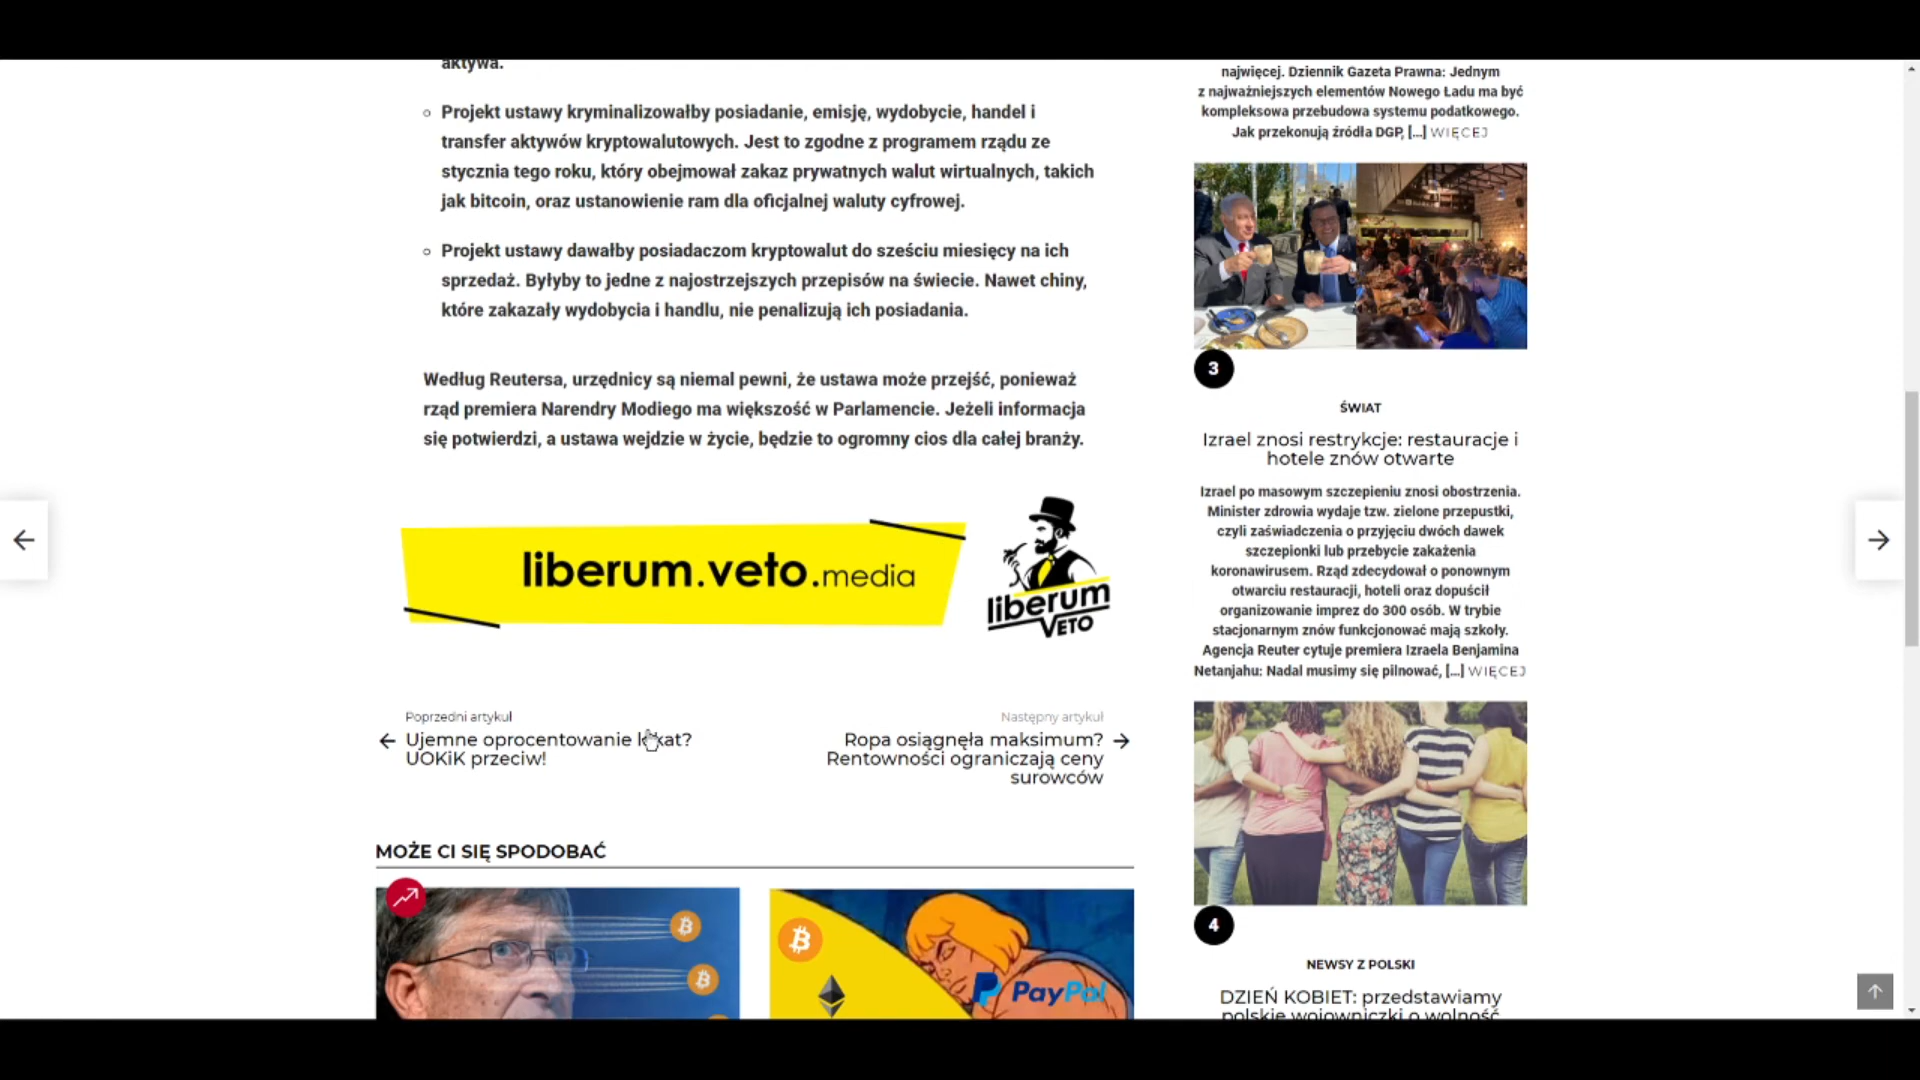 aktywa.
Projekt ustawy kryminalizowałby posiadanie, emisję, wydobycie, handel i
transfer aktywów kryptowalutowych. Jest to zgodne z programem rządu ze
stycznia tego roku, który obejmował zakaz prywatnych walut wirtualnych, takich
jak bitcoin, oraz ustanowienie ram dla oficjalnej waluty cyfrowej.
Projekt ustawy dawałby posiadaczom kryptowalut do sześciu miesięcy na ich
sprzedaż. Byłyby to jedne z najostrzejszych przepisów na świecie. Nawet chiny,
które zakazały wydobycia i handlu, nie penalizują ich posiadania.
Według Reutersa, urzędnicy są niemal pewni, że ustawa może przejść, ponieważ
rząd premiera Narendry Modiego ma większość w Parlamencie. Jeżeli informacja
się potwierdzi, a ustawa wejdzie w życie, będzie to ogromny cios dla całej branży.
liberum.veto.media
liberum
VETO
Poprzedni artykuł
Ujemne oprocentowanie lokat?
UOKiK przeciw!
Następny artykuł
Ropa osiągnęła maksimum?
Rentowności ograniczają ceny
surowców
MOŻE CI SIĘ SPODOBAĆ
PayPal
najwięcej. Dziennik Gazeta Prawna: Jednym
z najważniejszych elementów Nowego Ładu ma być
kompleksowa przebudowa systemu podatkowego.
Jak przekonują źródła DGP, [...] WIĘCEJ
3
ŚWIAT
Izrael znosi restrykcje: restauracje i
hotele znów otwarte
Izrael po masowym szczepieniu znosi obostrzenia.
Minister zdrowia wydaje tzw. zielone przepustki,
czyli zaświadczenia o przyjęciu dwóch dawek
szczepionki lub przebycie zakażenia
koronawirusem. Rząd zdecydował o ponownym
otwarciu restauracji, hoteli oraz dopuścił
organizowanie imprez do 300 osób. W trybie
stacjonarnym znów funkcjonować mają szkoły.
Agencja Reuter cytuje premiera Izraela Benjamina
Netanjahu: Nadal musimy się pilnować, [...] WIĘCEJ
4
NEWSY Z POLSKI
DZIEŃ KOBIET: przedstawiamy
polskie wojowniczki o wolność